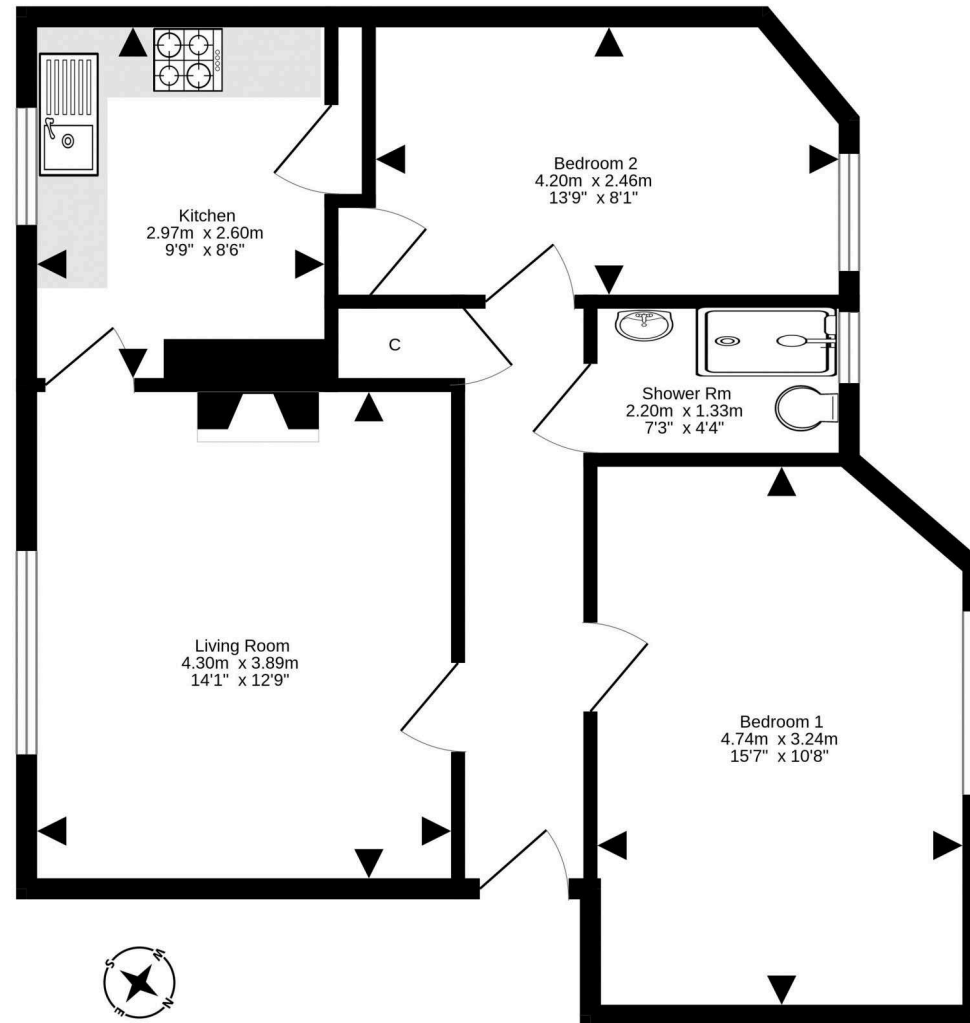 Kitchen
2.97m x 2.60m
9'9" x 8'6"
Bedroom 2
4.20m x 2.46m
13'9" x 8'1"
C
Shower Rm
2.20m x 1.33m
7'3" x 4'4"
Living Room
4.30m x 3.89m
14'1" x 12'9"
Bedroom 1
4.74m x 3.24m
15'7" x 10'8"
S
W
E
N